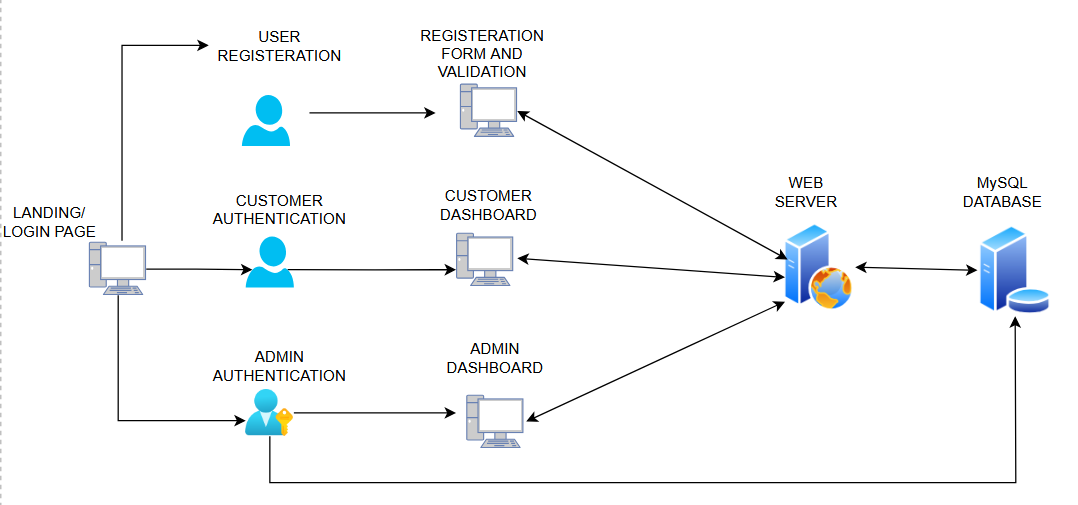 USER
REGISTERATION
REGISTERATION
FORM AND
VALIDATION
LANDING/
LOGIN PAGE
CUSTOMER
AUTHENTICATION
CUSTOMER
DASHBOARD
WEB
SERVER
MySQL
DATABASE
ADMIN
AUTHENTICATION
ADMIN
DASHBOARD